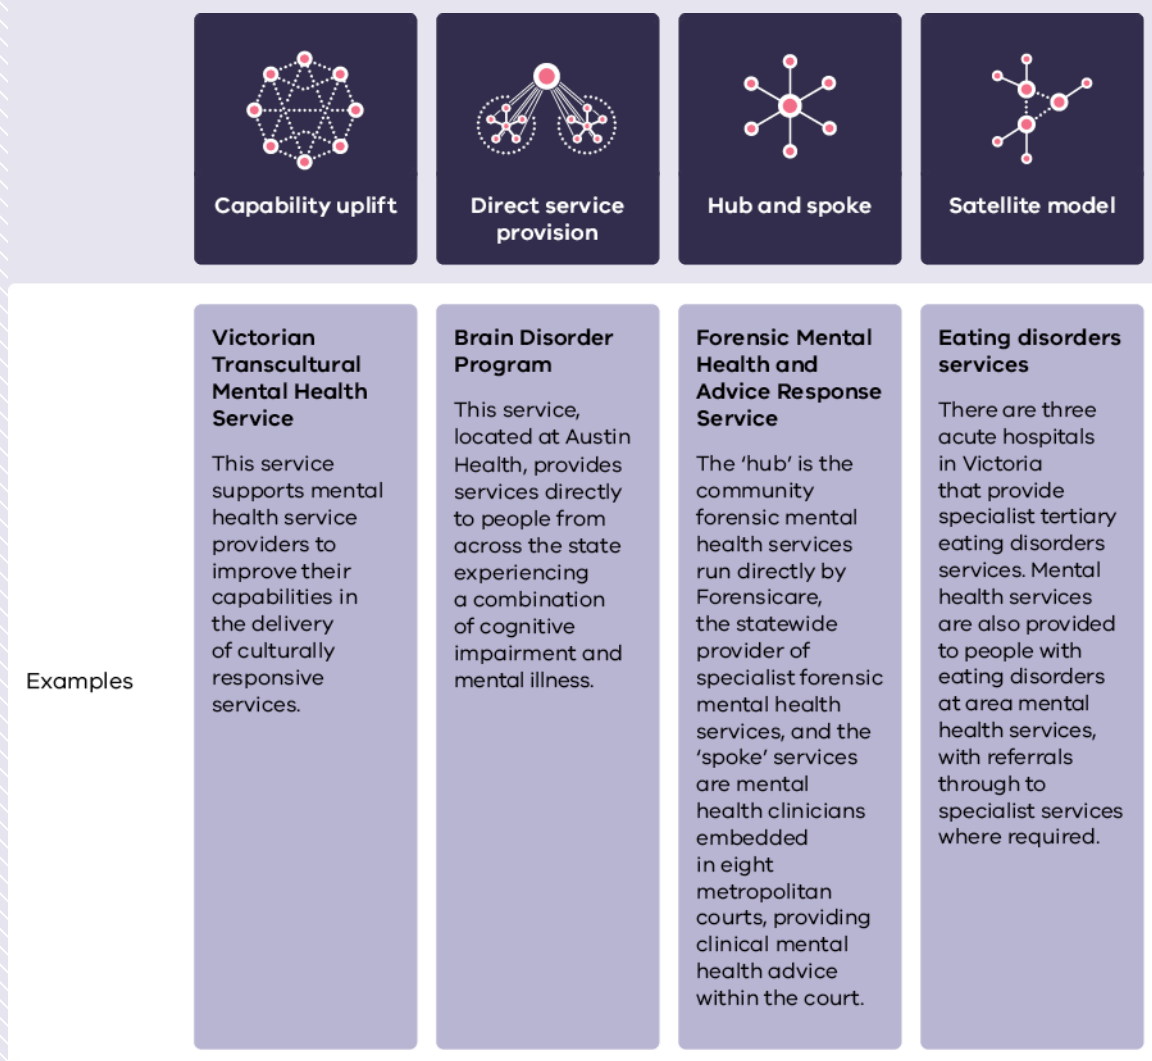 Capability uplift
Direct service
provision
Hub and spoke
Satellite model
Examples
Victorian
Transcultural
Mental Health
Service
This service
supports mental
health service
providers to
improve their
capabilities in
the delivery
of culturally
responsive
services.
Brain Disorder
Program
This service,
located at Austin
Health, provides
services directly
to people from
across the state
experiencing
a combination
of cognitive
impairment and
mental illness.
Forensic Mental
Health and
Advice Response
Service
The ‘hub’ is the
community
forensic mental
health services
run directly by
Forensicare,
the statewide
provider of
specialist forensic
mental health
services, and the
‘spoke’ services
are mental
health clinicians
embedded
in eight
metropolitan
courts, providing
clinical mental
health advice
within the court.
Eating disorders
services
There are three
acute hospitals
in Victoria
that provide
specialist tertiary
eating disorders
services. Mental
health services
are also provided
to people with
eating disorders
at area mental
health services,
with referrals
through to
specialist services
where required.